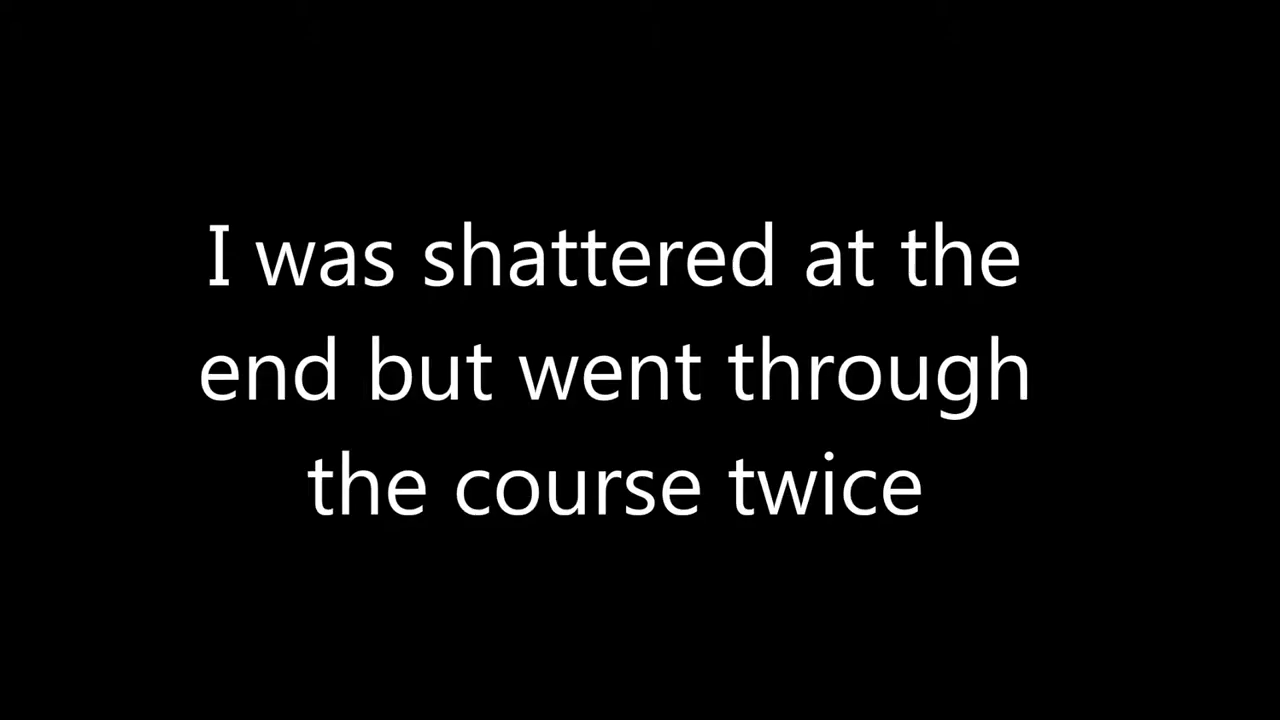 I was shattered at the
end but went through
the course twice